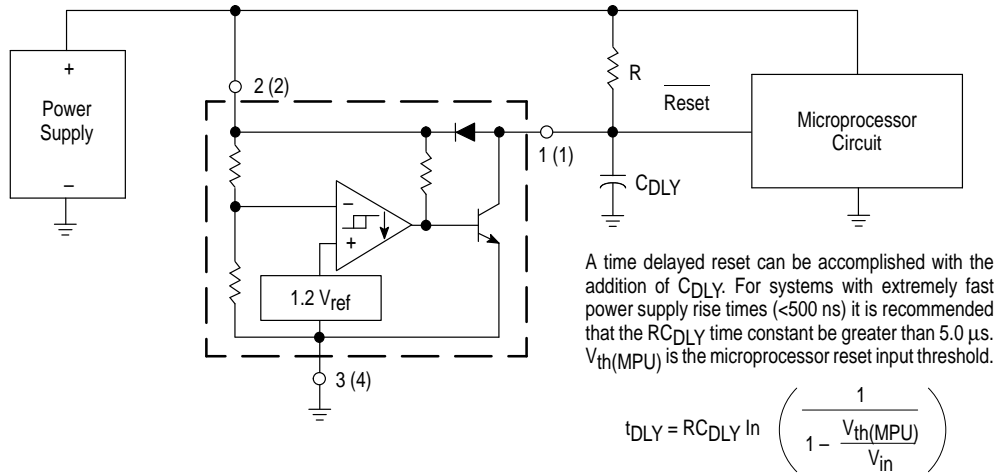 +
Power
Supply
–
2 (2)
–
+
1.2 Vref
3 (4)
1 (1)
R
Reset
CDLY
Microprocessor
Circuit
A time delayed reset can be accomplished with the
addition of CDLY. For systems with extremely fast
power supply rise times (<500 ns) it is recommended
that the RCDLY time constant be greater than 5.0 μs.
Vth(MPU) is the microprocessor reset input threshold.
tDLY = RCDLY In ( 1
1 – Vth(MPU)
Vin )